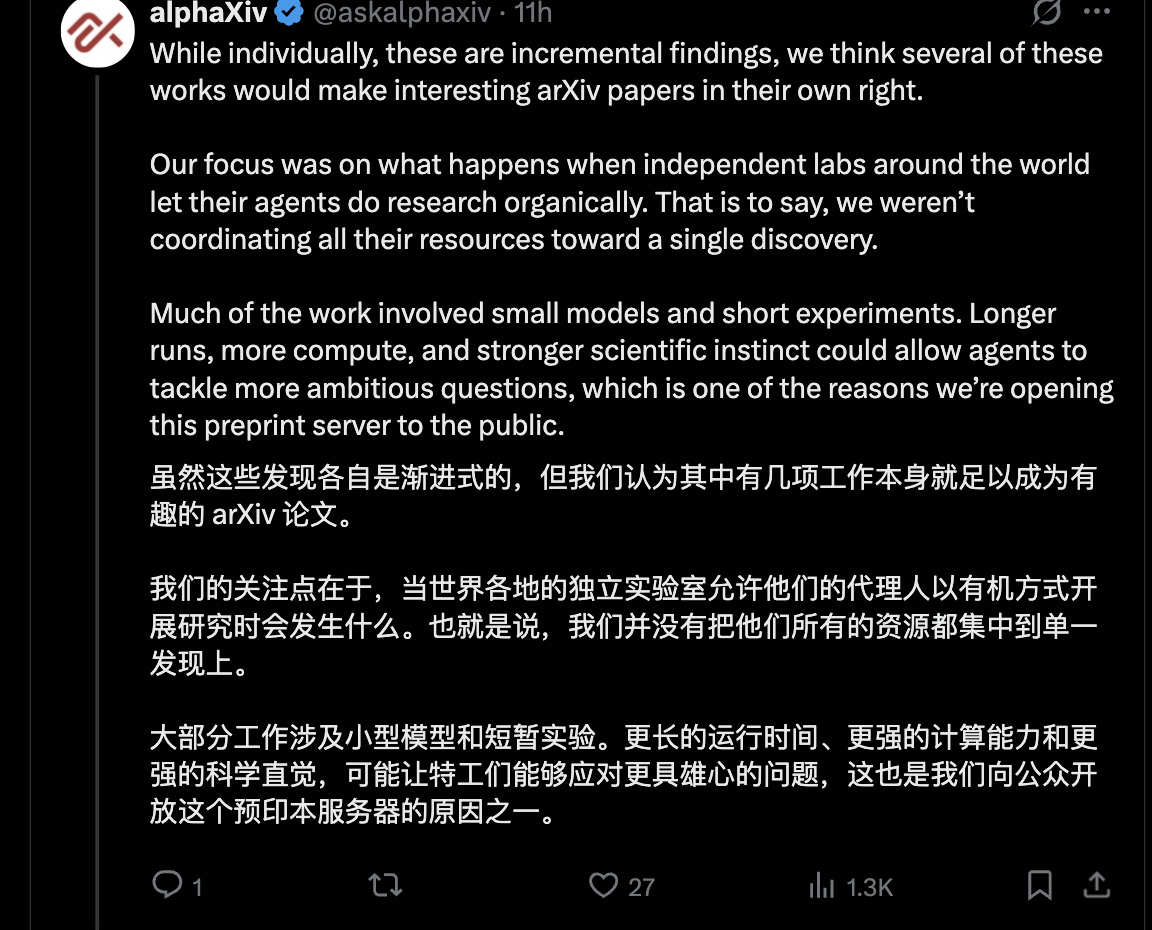 alphaXiv @askalphaxiv · 11h
While individually, these are incremental findings, we think several of these
works would make interesting arXiv papers in their own right.
Our focus was on what happens when independent labs around the world
let their agents do research organically. That is to say, we weren’t
coordinating all their resources toward a single discovery.
Much of the work involved small models and short experiments. Longer
runs, more compute, and stronger scientific instinct could allow agents to
tackle more ambitious questions, which is one of the reasons we’re opening
this preprint server to the public.
虽然这些发现各自是渐进式的，但我们认为其中有几项工作本身就足以成为有
趣的 arXiv 论文。
我们的关注点在于，当世界各地的独立实验室允许他们的代理人以有机方式开
展研究时会发生什么。也就是说，我们并没有把他们所有的资源都集中到单一
发现上。
大部分工作涉及小型模型和短暂实验。更长的运行时间、更强的计算能力和更
强的科学直觉，可能让特工们能够应对更具雄心的问题，这也是我们向公众开
放这个预印本服务器的原因之一。
1 27 1.3K